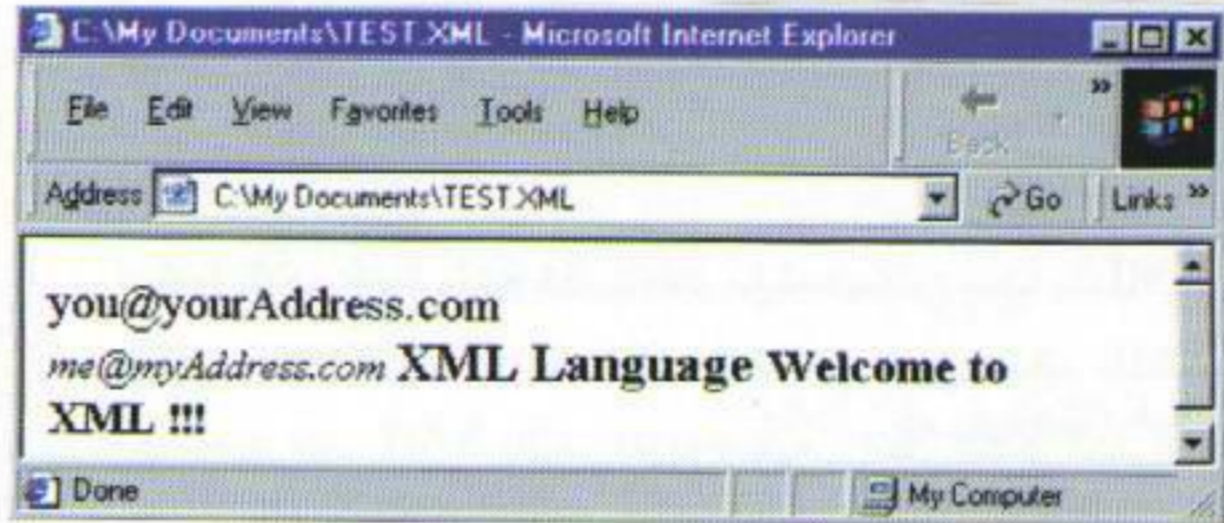 C:\My Documents\TEST.XML - Microsoft Internet Explorer
File Edit View Favorites Tools Help
Back
»
Address C:\My Documents\TEST.XML Go Links »
you@yourAddress.com
me@myAddress.com XML Language Welcome to
XML !!!
Done My Computer